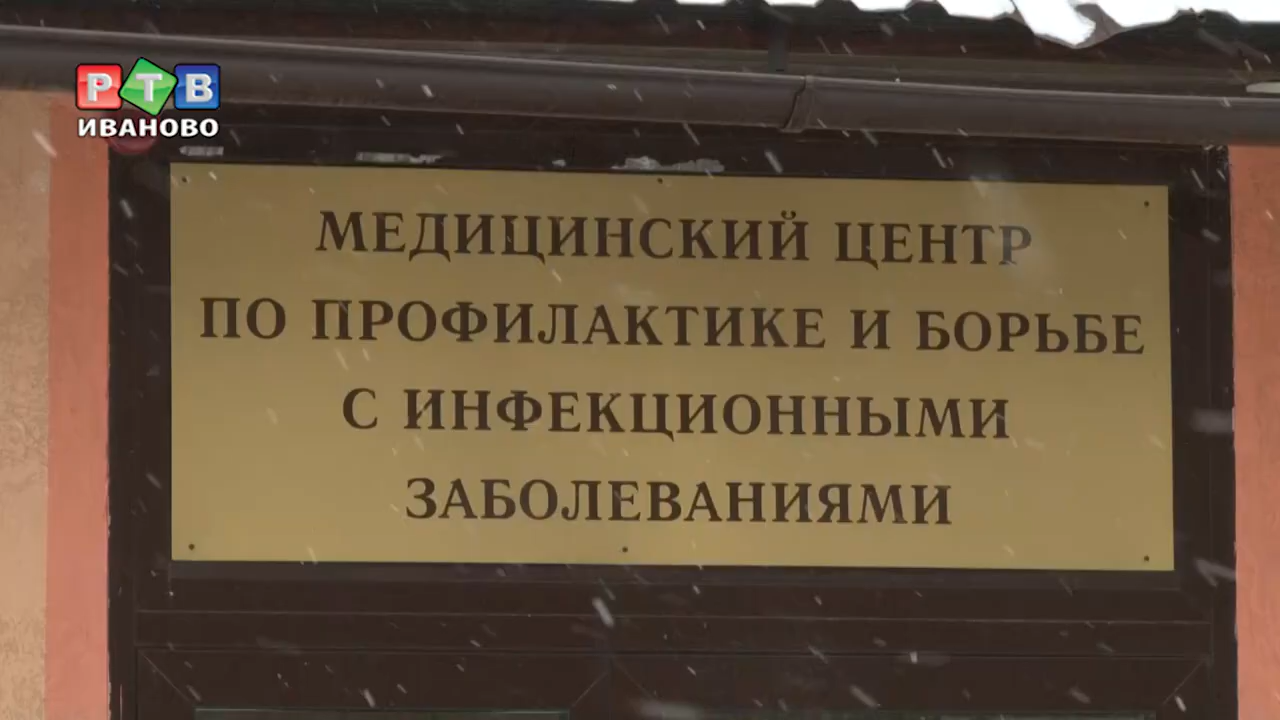 РТВ
ИВАНОВО
МЕДИЦИНСКИЙ ЦЕНТР
ПО ПРОФИЛАКТИКЕ И БОРЬБЕ
С ИНФЕКЦИОННЫМИ
ЗАБОЛЕВАНИЯМИ